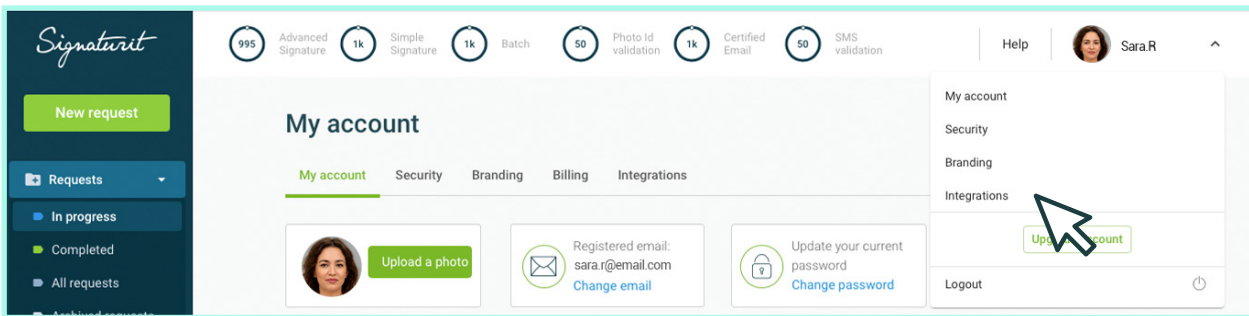 Signaturit
995
Advanced
Signature
1k
Simple
Signature
1k
Batch
50
Photo Id
validation
1k
Certified
Email
50
SMS
validation
Help
Sara.R
New request
Requests
In progress
Completed
All requests
Archived requests
My account
My account Security Branding Billing Integrations
Upload a photo
Registered email:
sara.r@email.com
Change email
Update your current
password
Change password
My account
Security
Branding
Integrations
Logout